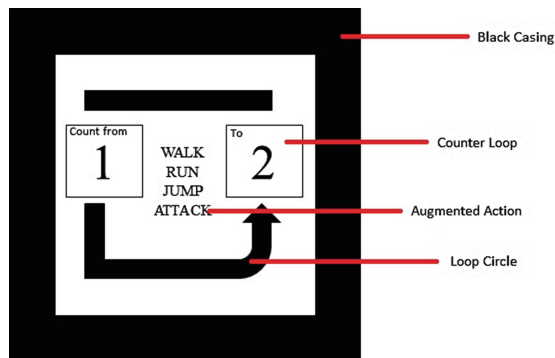 Black Casing
Count from
1
To
2
WALK
RUN
JUMP
ATTACK
Counter Loop
Augmented Action
Loop Circle